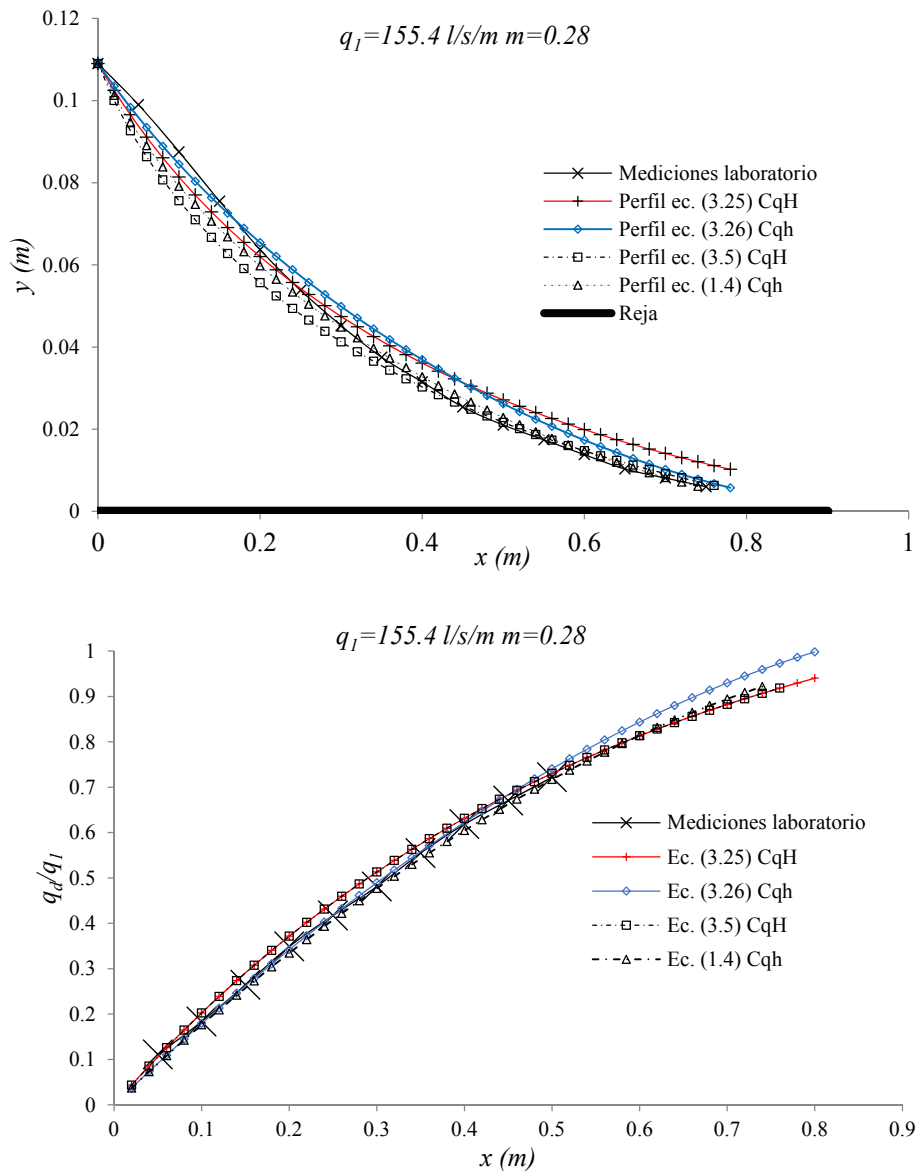 q1=155.4 l/s/m m=0.28
0.12
0.1
0.08
0.06
0.04
0.02
0
y (m)
Mediciones laboratorio
Perfil ec. (3.25) CqH
Perfil ec. (3.26) Cqh
Perfil ec. (3.5) CqH
Perfil ec. (1.4) Cqh
Reja
0 0.2 0.4 0.6 0.8 1
x (m)
q1=155.4 l/s/m m=0.28
1
0.9
0.8
0.7
0.6
0.5
0.4
0.3
0.2
0.1
0
qd/q1
Mediciones laboratorio
Ec. (3.25) CqH
Ec. (3.26) Cqh
Ec. (3.5) CqH
Ec. (1.4) Cqh
0 0.1 0.2 0.3 0.4 0.5 0.6 0.7 0.8 0.9
x (m)